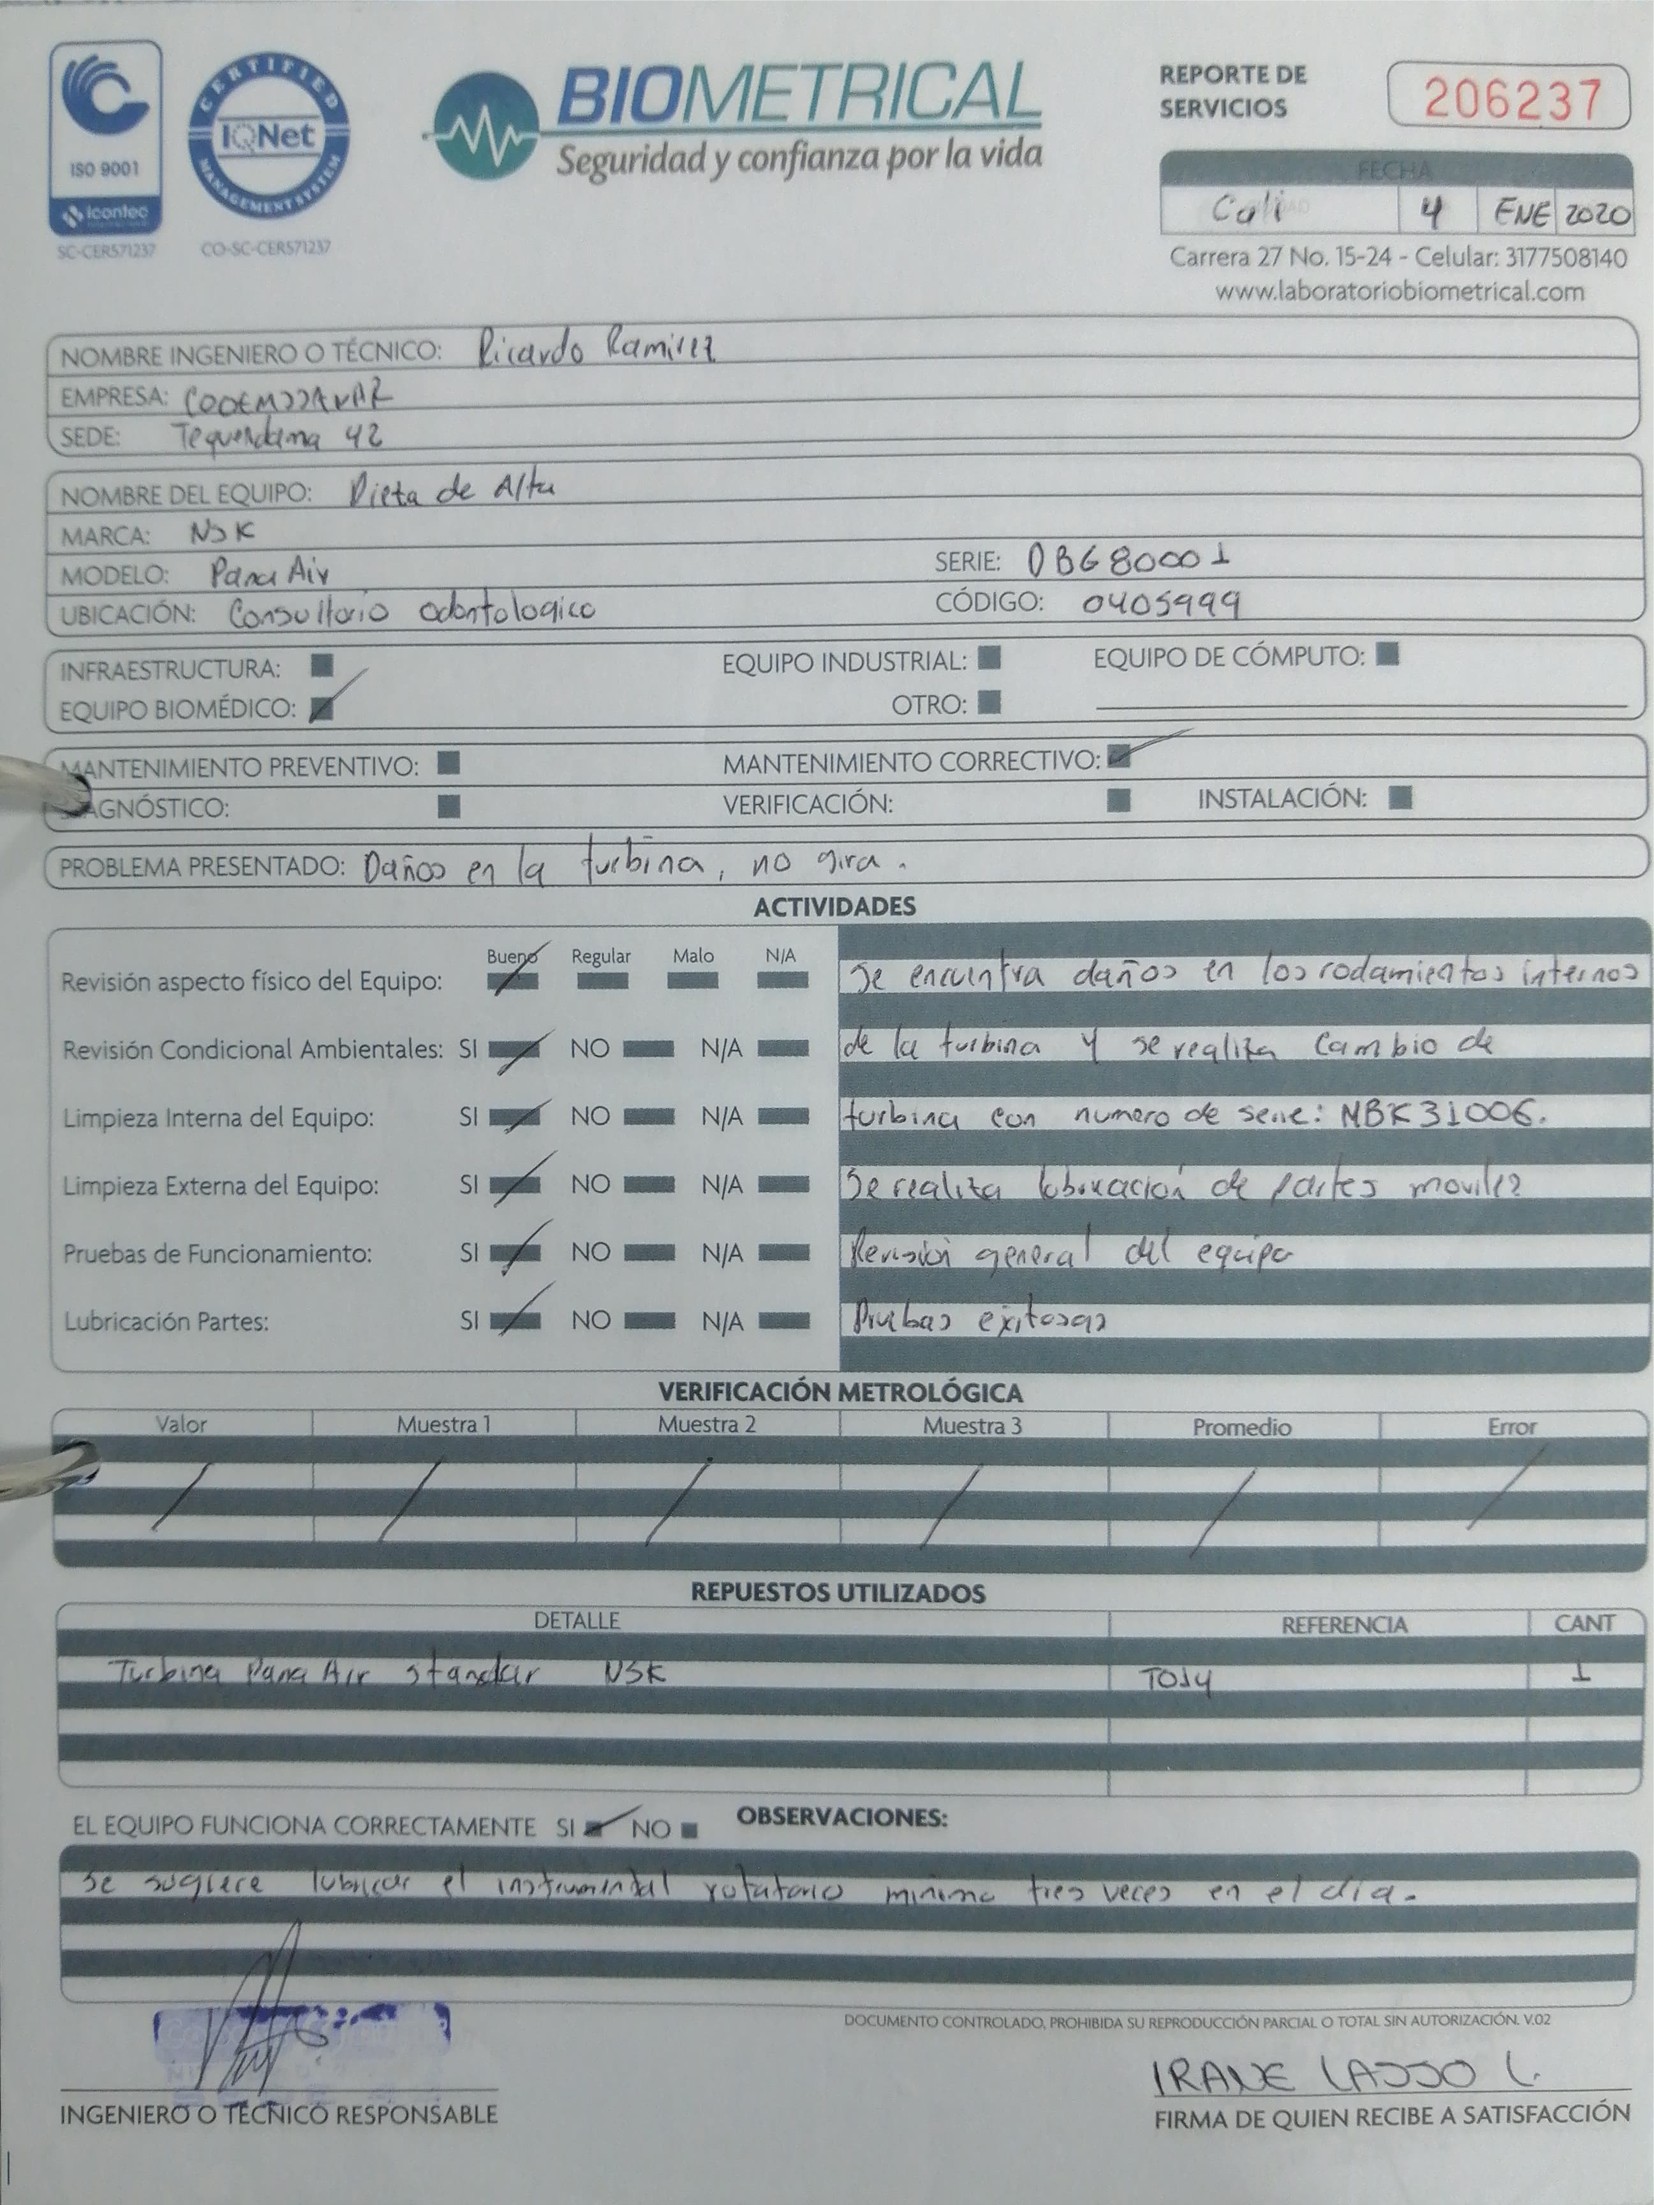 ISO 9001
icontec
SC-CER571237
CERTIFIED
IQNet
MANAGEMENT SYSTEM
CO-SC-CER571237
BIOMETRICAL
Seguridad y confianza por la vida
REPORTE DE
SERVICIOS
206237
FECHA
Cali 4 ENE 2020
Carrera 27 No. 15-24 - Celular: 3177508140
www.laboratoriobiometrical.com
NOMBRE INGENIERO O TÉCNICO: Ricardo Ramirez
EMPRESA:
SEDE: Tequendama 42
NOMBRE DEL EQUIPO: Pieza de Alta
MARCA: NSK
MODELO: Pana Air SERIE: 0BG80001
UBICACIÓN: Consultorio odontologico CÓDIGO: 0405999
INFRAESTRUCTURA: EQUIPO INDUSTRIAL: EQUIPO DE CÓMPUTO:
EQUIPO BIOMÉDICO: OTRO:
MANTENIMIENTO PREVENTIVO: MANTENIMIENTO CORRECTIVO:
AGNÓSTICO: VERIFICACIÓN: INSTALACIÓN:
PROBLEMA PRESENTADO: Daños en la turbina, no gira.
ACTIVIDADES
Bueno Regular Malo N/A
Revisión aspecto físico del Equipo:
Se encuentra daños en los rodamientos internos
Revisión Condicional Ambientales: SI NO N/A
de la turbina y se realiza cambio de
Limpieza Interna del Equipo: SI NO N/A
turbina con numero de serie: MBK31006.
Limpieza Externa del Equipo: SI NO N/A
Se realiza lubricación de partes moviles
Pruebas de Funcionamiento: SI NO N/A
Revision general del equipo
Lubricación Partes: SI NO N/A
Pruebas exitosas
VERIFICACIÓN METROLÓGICA
Valor Muestra 1 Muestra 2 Muestra 3 Promedio Error
REPUESTOS UTILIZADOS
DETALLE REFERENCIA CANT
Turbina Pana Air standar NSK TO14 1
EL EQUIPO FUNCIONA CORRECTAMENTE SI NO OBSERVACIONES:
Se sugiere lubricar el instrumental rotatorio minimo tres veces en el dia.
DOCUMENTO CONTROLADO, PROHIBIDA SU REPRODUCCIÓN PARCIAL O TOTAL SIN AUTORIZACIÓN. V.02
IRANE LASSO L.
INGENIERO O TÉCNICO RESPONSABLE
FIRMA DE QUIEN RECIBE A SATISFACCIÓN